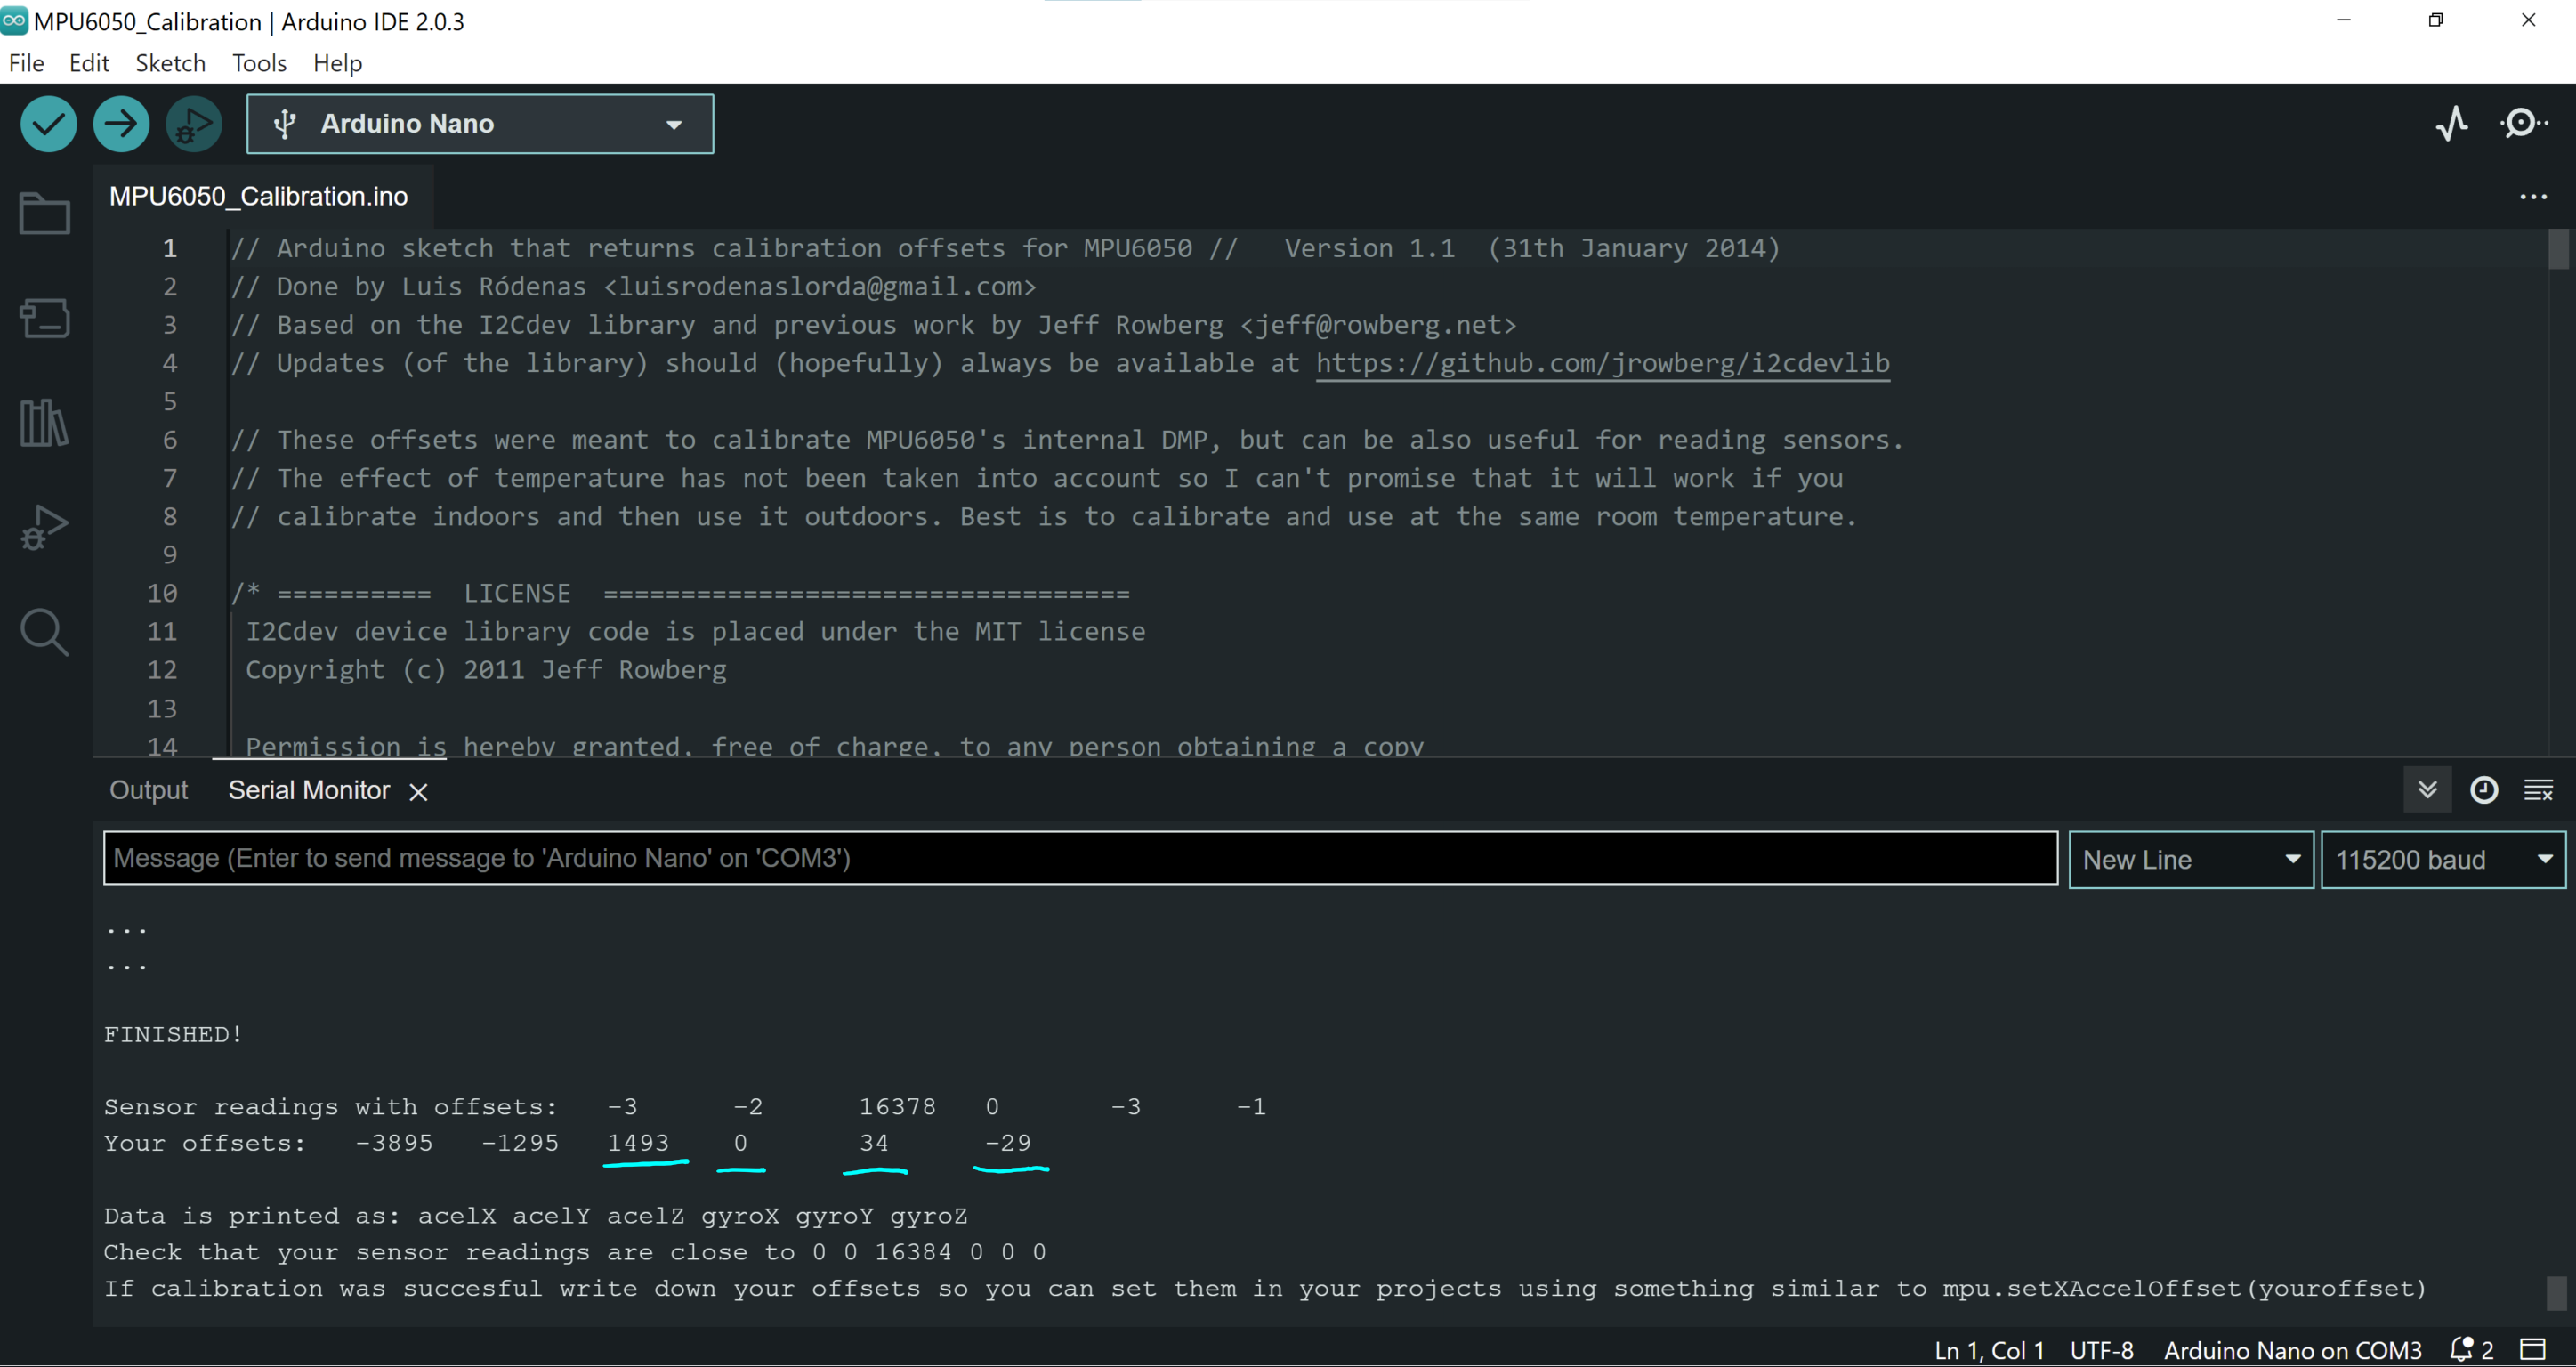 MPU6050_Calibration | Arduino IDE 2.0.3
File Edit Sketch Tools Help
Arduino Nano
MPU6050_Calibration.ino
...
1 // Arduino sketch that returns calibration offsets for MPU6050 //   Version 1.1  (31th January 2014)
2 // Done by Luis Ródenas <luisrodenaslorda@gmail.com>
3 // Based on the I2Cdev library and previous work by Jeff Rowberg <jeff@rowberg.net>
4 // Updates (of the library) should (hopefully) always be available at https://github.com/jrowberg/i2cdevlib
5
6 // These offsets were meant to calibrate MPU6050's internal DMP, but can be also useful for reading sensors.
7 // The effect of temperature has not been taken into account so I can't promise that it will work if you
8 // calibrate indoors and then use it outdoors. Best is to calibrate and use at the same room temperature.
9
10 /* ==========  LICENSE  ==================================
11 I2Cdev device library code is placed under the MIT license
12 Copyright (c) 2011 Jeff Rowberg
13
14 Permission is hereby granted, free of charge, to any person obtaining a copy
Output Serial Monitor
Message (Enter to send message to 'Arduino Nano' on 'COM3') New Line 115200 baud
...
...
FINISHED!
Sensor readings with offsets: -3 -2 16378 0 -3 -1
Your offsets: -3895 -1295 1493 0 34 -29
Data is printed as: acelX acelY acelZ gyroX gyroY gyroZ
Check that your sensor readings are close to 0 0 16384 0 0 0
If calibration was succesful write down your offsets so you can set them in your projects using something similar to mpu.setXAccelOffset(youroffset)
Ln 1, Col 1 UTF-8 Arduino Nano on COM3 2